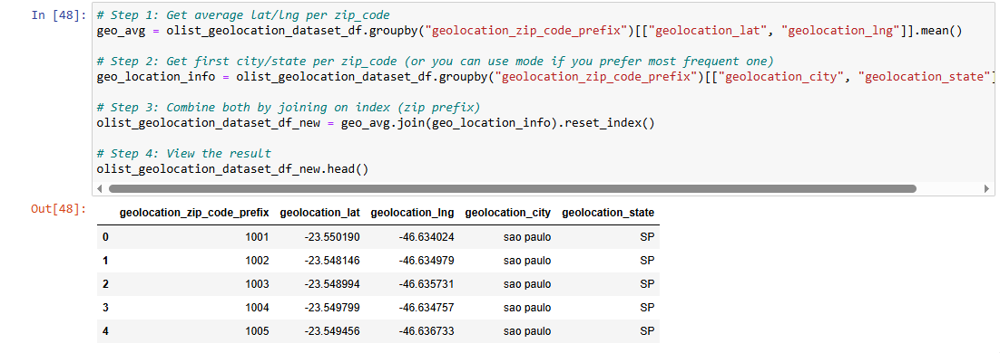 In [48]:
# Step 1: Get average lat/lng per zip_code
geo_avg = olist_geolocation_dataset_df.groupby("geolocation_zip_code_prefix")[["geolocation_lat", "geolocation_lng"]].mean()
# Step 2: Get first city/state per zip_code (or you can use mode if you prefer most frequent one)
geo_location_info = olist_geolocation_dataset_df.groupby("geolocation_zip_code_prefix")[["geolocation_city", "geolocation_state"]
# Step 3: Combine both by joining on index (zip prefix)
olist_geolocation_dataset_df_new = geo_avg.join(geo_location_info).reset_index()
# Step 4: View the result
olist_geolocation_dataset_df_new.head()
Out[48]:
geolocation_zip_code_prefix geolocation_lat geolocation_lng geolocation_city geolocation_state
0 1001 -23.550190 -46.634024 sao paulo SP
1 1002 -23.548146 -46.634979 sao paulo SP
2 1003 -23.548994 -46.635731 sao paulo SP
3 1004 -23.549799 -46.634757 sao paulo SP
4 1005 -23.549456 -46.636733 sao paulo SP